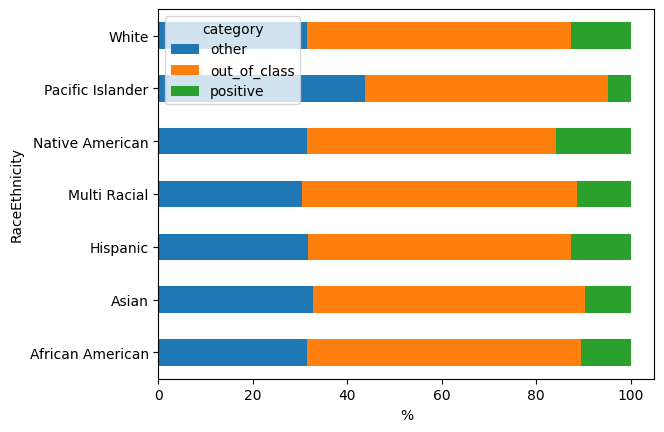 category
other
out_of_class
positive
White
Pacific Islander
Native American
Multi Racial
Hispanic
Asian
African American
RaceEthnicity
0 20 40 60 80 100
%